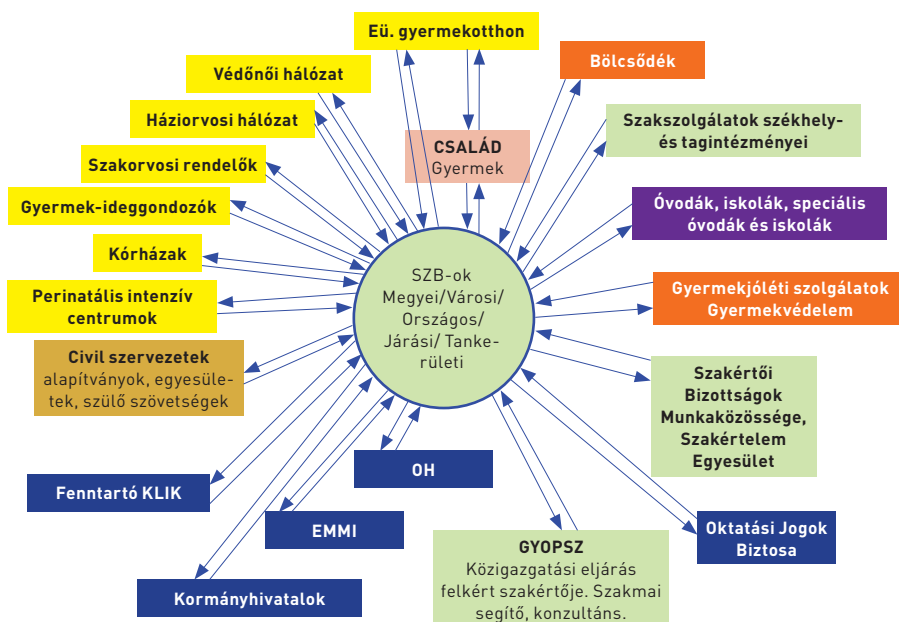 Eü. gyermekotthon
Védőnői hálózat
Bölcsődék
Háziorvosi hálózat
Szakszolgálatok székhely-
és tagintézményei
CSALÁD
Gyermek
Szakorvosi rendelők
Gyermek-ideggondozók
Óvodák, iskolák, speciális
óvodák és iskolák
Kórházak
SZB-ok
Megyei/Városi/
Országos/
Járási/ Tanke-
rületi
Perinatális intenzív
centrumok
Gyermekjóléti szolgálatok
Gyermekvédelem
Civil szervezetek
alapítványok, egyesüle-
tek, szülő szövetségek
Szakértői
Bizottságok
Munkaközössége,
Szakértelem
Egyesület
OH
Fenntartó KLIK
EMMI
GYOPSZ
Közigazgatási eljárás
felkért szakértője. Szakmai
segítő, konzultáns.
Oktatási Jogok
Biztosa
Kormányhivatalok